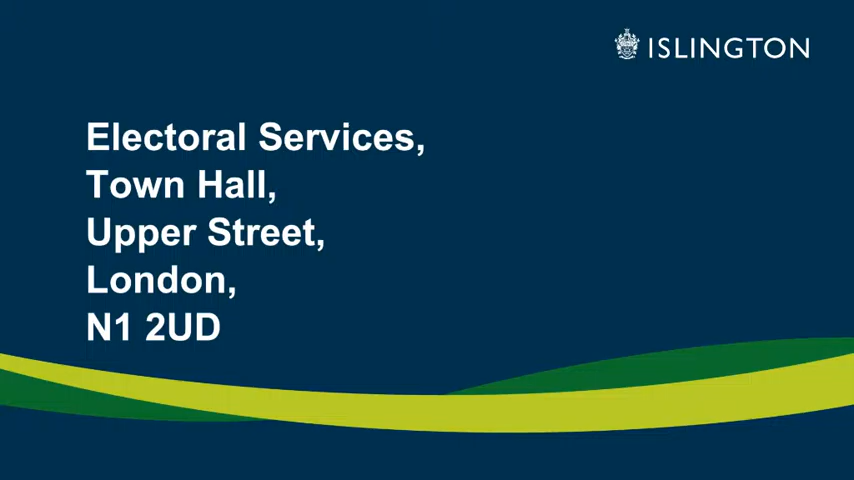 ISLINGTON
Electoral Services,
Town Hall,
Upper Street,
London,
N1 2UD